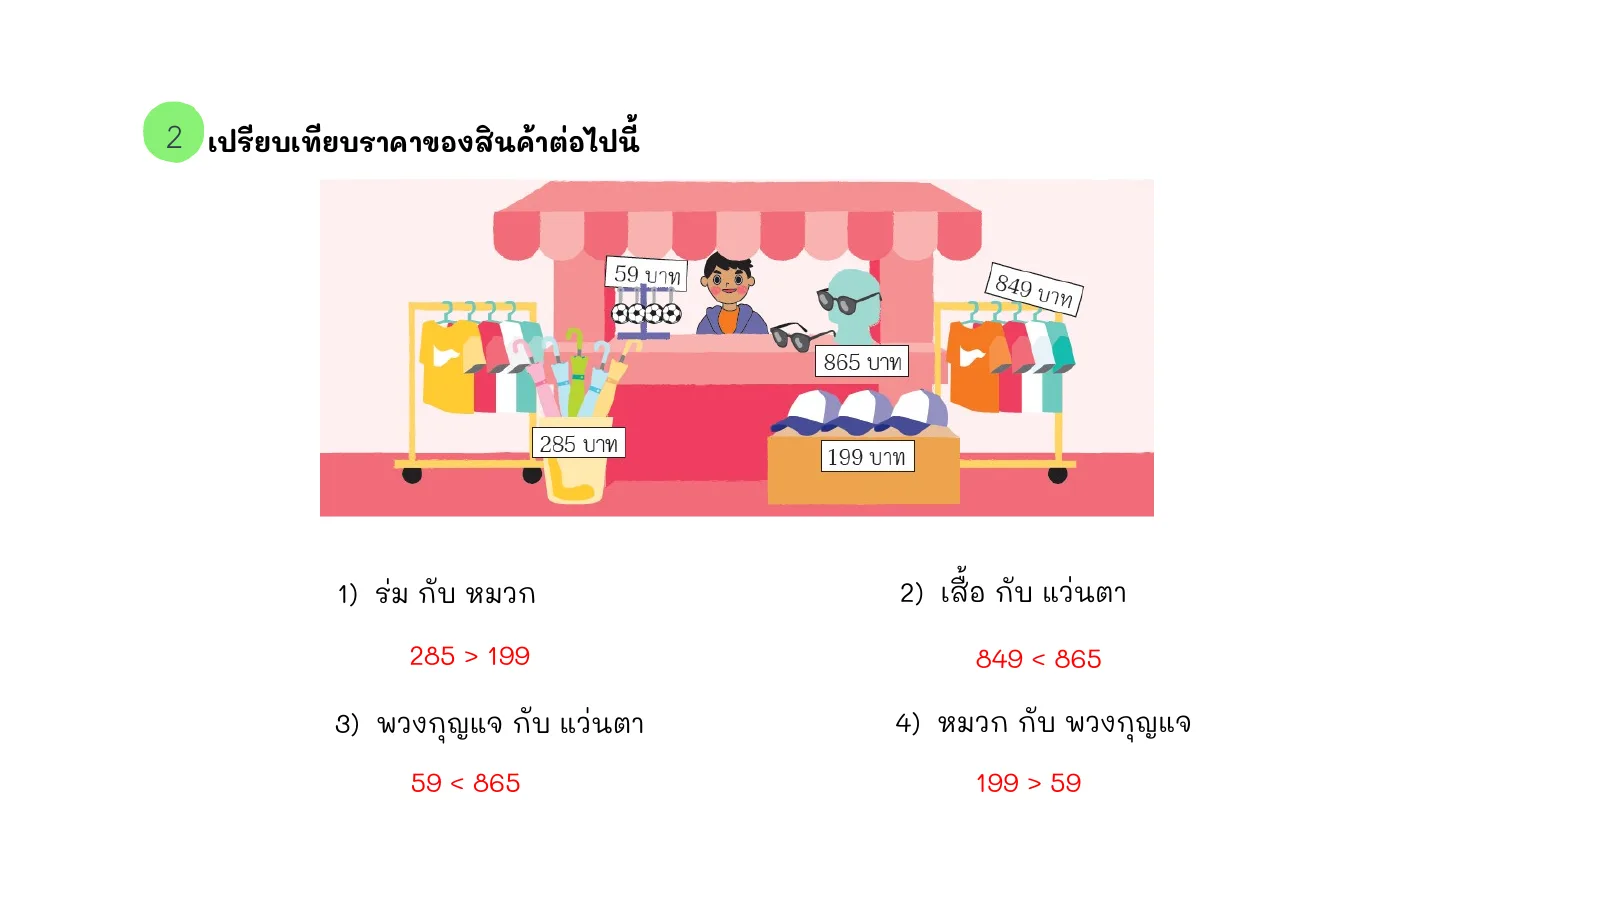 2 เปรียบเทียบราคาของสินค้าต่อไปนี้
59 บาท
849 บาท
865 บาท
285 บาท
199 บาท
1) ร่ม กับ หมวก
2) เสื้อ กับ แว่นตา
285 > 199
849 < 865
3) พวงกุญแจ กับ แว่นตา
4) หมวก กับ พวงกุญแจ
59 < 865
199 > 59